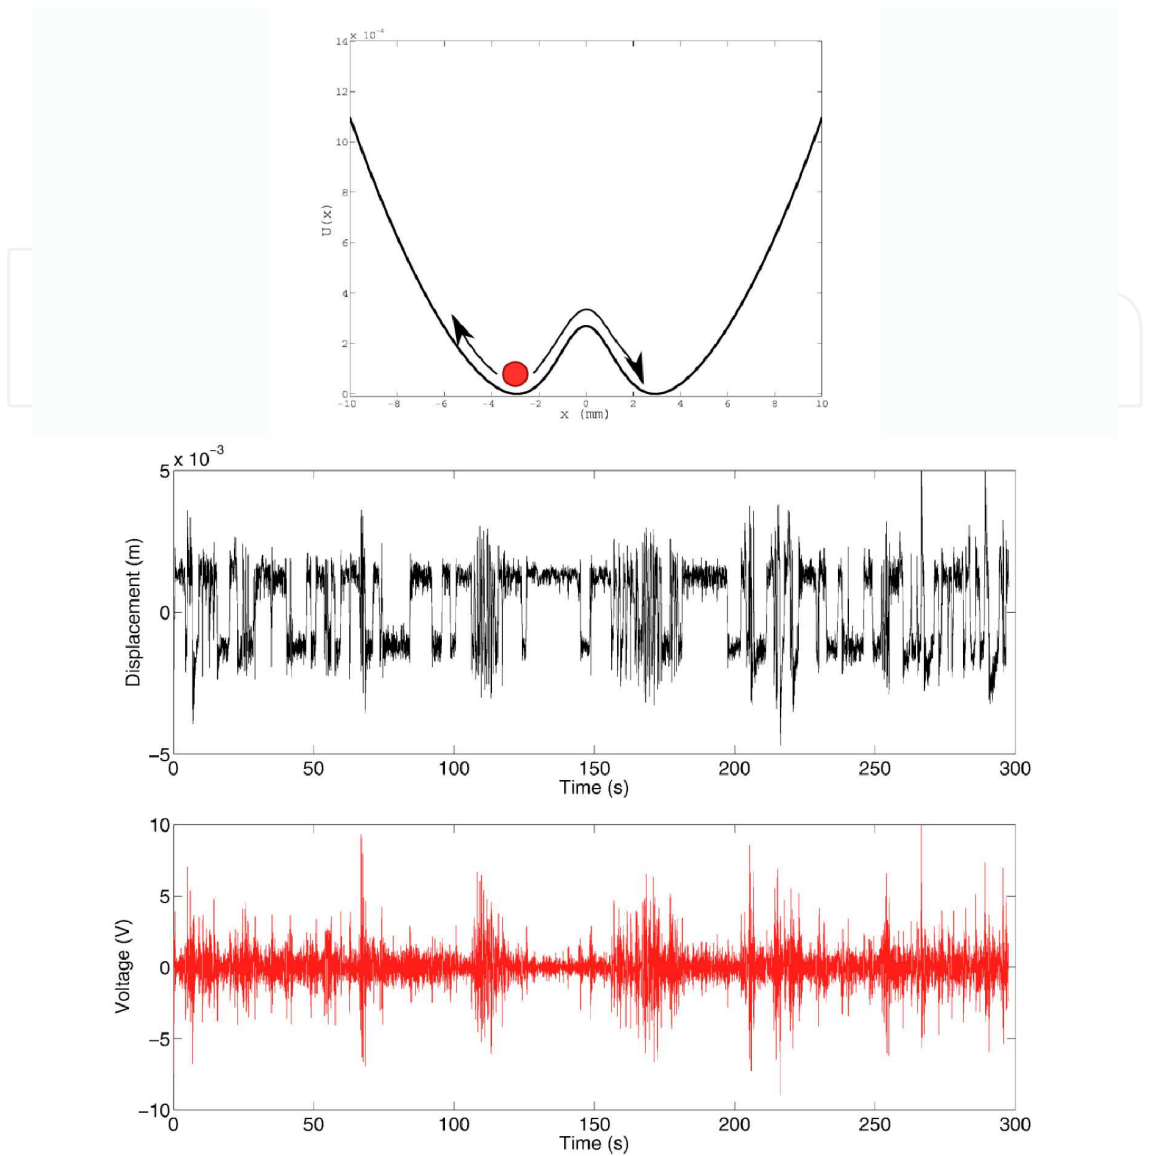 14 × 10⁻⁴
12
10
8
6
4
2
0
U(x)
-10 -8 -6 -4 -2 0 2 4 6 8 10
x (mm)
5 x 10⁻³
0
−5
Displacement (m)
0 50 100 150 200 250 300
Time (s)
10
5
0
−5
−10
Voltage (V)
0 50 100 150 200 250 300
Time (s)